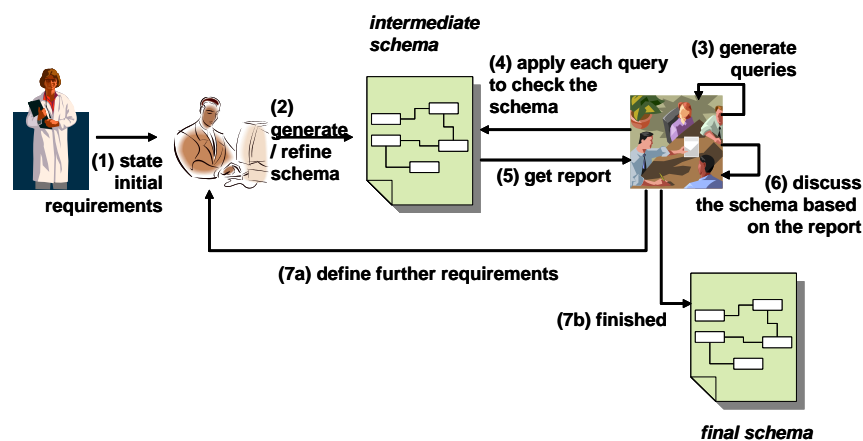 intermediate
schema
(1) state
initial
requirements
(2)
generate
/ refine
schema
(4) apply each query
to check the
schema
(3) generate
queries
(5) get report
(6) discuss
the schema based
on the report
(7a) define further requirements
(7b) finished
final schema